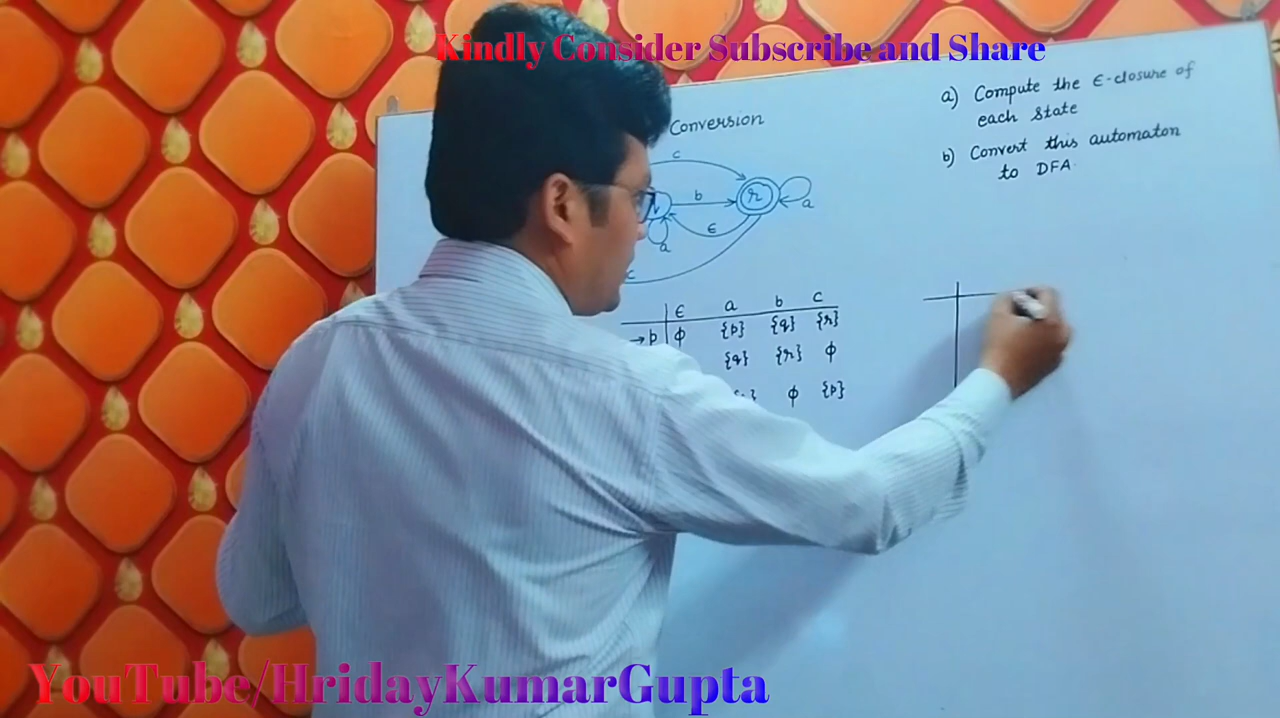 Kindly Consider Subscribe and Share
Conversion
a) Compute the ε-closure of
each state
b) Convert this automaton
to DFA.
c
b
r
a
ε
a
ε a b c
→p ϕ {p} {q} {r}
{q} {r} ϕ
ϕ {p}
YouTube/HridayKumarGupta